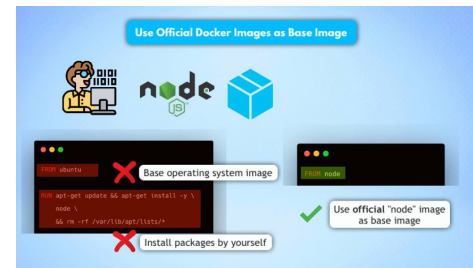 Use Official Docker Images as Base Image
node
JS
FROM ubuntu
Base operating system image
RUN apt-get update && apt-get install -y \
node \
&& rm -rf /var/lib/apt/lists/*
Install packages by yourself
FROM node
Use official "node" image
as base image